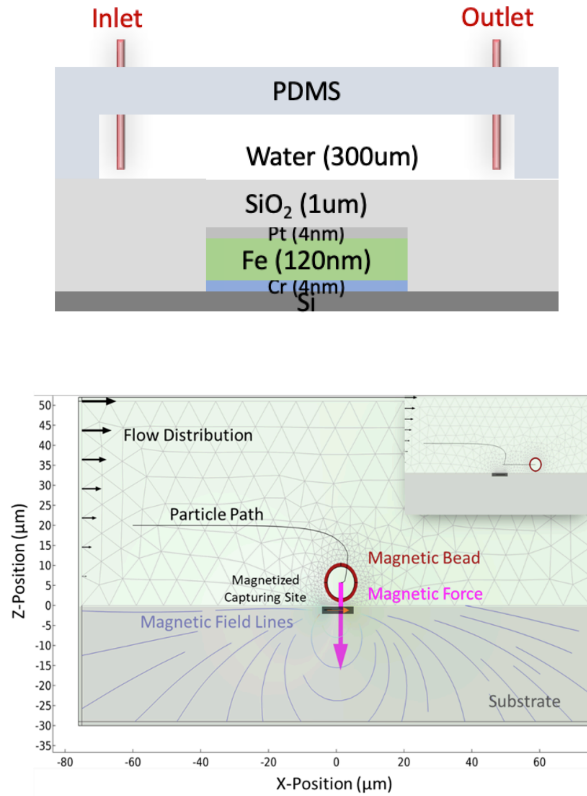 Inlet
Outlet
PDMS
Water (300um)
SiO₂ (1um)
Pt (4nm)
Fe (120nm)
Cr (4nm)
Si
50
45
40
35
30
25
20
15
10
5
0
-5
-10
-15
-20
-25
-30
-35
Z-Position (μm)
Flow Distribution
Particle Path
Magnetic Bead
Magnetized
Capturing Site
Magnetic Force
Magnetic Field Lines
Substrate
-80
-60
-40
-20
0
20
40
60
X-Position (μm)